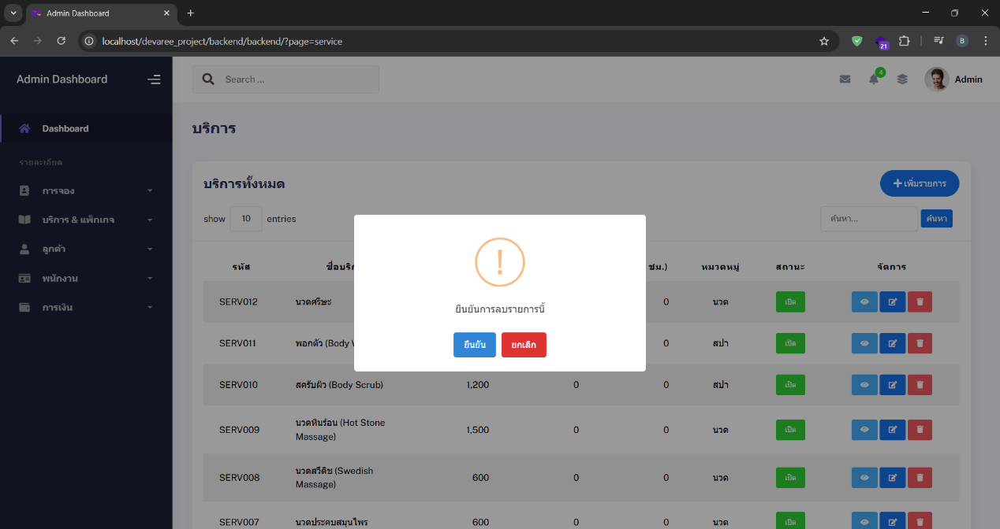 Admin Dashboard
localhost/devaree_project/backend/backend/?page=service
21
B
Admin Dashboard
Search ...
4
Admin
Dashboard
รายละเอียด
การจอง
บริการ & แพ็กเกจ
ลูกค้า
พนักงาน
การเงิน
บริการ
บริการทั้งหมด
เพิ่มรายการ
show 10 entries
ค้นหา... ค้นหา
รหัส ชื่อบริก ชม.) หมวดหมู่ สถานะ จัดการ
SERV012 นวดศรีษะ 0 นวด เปิด
SERV011 พอกตัว (Body 0 สปา เปิด
SERV010 สครับผิว (Body Scrub) 1,200 0 0 สปา เปิด
SERV009 นวดหินร้อน (Hot Stone
Massage) 1,500 0 0 นวด เปิด
SERV008 นวดสวีดิช (Swedish
Massage) 600 0 0 นวด เปิด
SERV007 นวดประคบสมุนไพร 600 0 0 นวด เปิด
!
ยืนยันการลบรายการนี้
ยืนยัน ยกเลิก